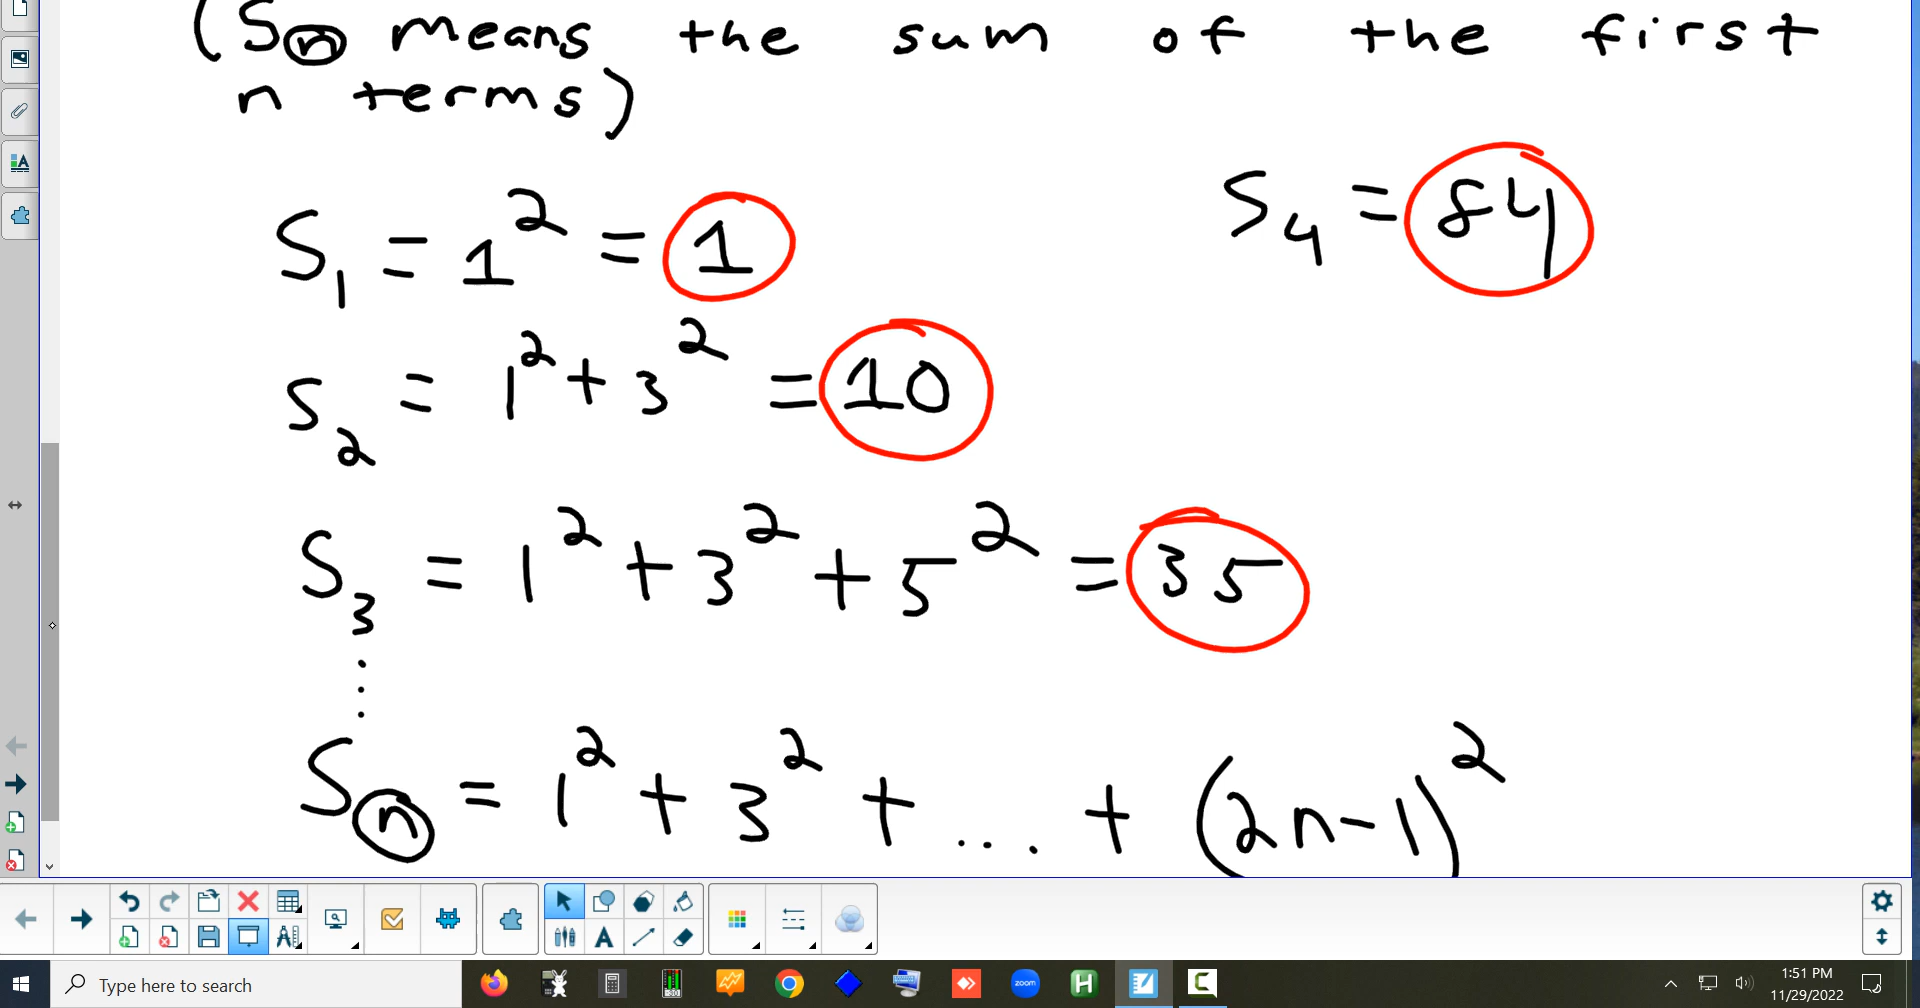 (Sₙ means the sum of the first
n terms)
S₄ = 84
S₁ = 1² = 1
S₂ = 1² + 3² = 10
S₃ = 1² + 3² + 5² = 35
⋮
Sₙ = 1² + 3² + ... + (2n-1)²
A
A
A
zoom
H
C
Type here to search
1:51 PM
11/29/2022